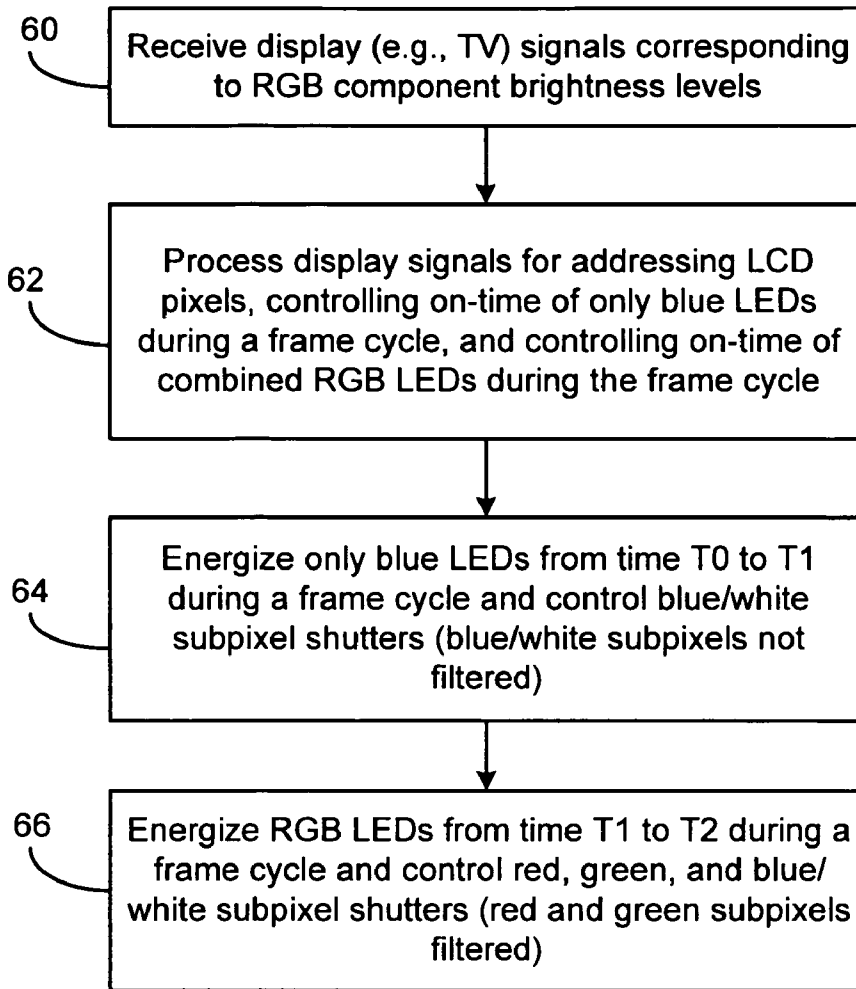 60
Receive display (e.g., TV) signals corresponding
to RGB component brightness levels
62
Process display signals for addressing LCD
pixels, controlling on-time of only blue LEDs
during a frame cycle, and controlling on-time of
combined RGB LEDs during the frame cycle
64
Energize only blue LEDs from time T0 to T1
during a frame cycle and control blue/white
subpixel shutters (blue/white subpixels not
filtered)
66
Energize RGB LEDs from time T1 to T2 during a
frame cycle and control red, green, and blue/
white subpixel shutters (red and green subpixels
filtered)